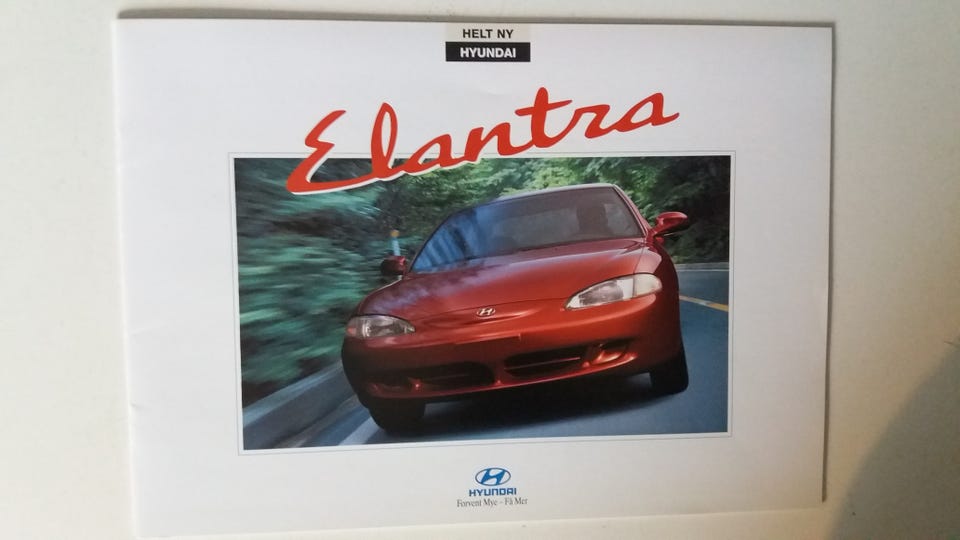 HELT NY
HYUNDAI
Elantra
HYUNDAI
Forvent Mye - Få Mer